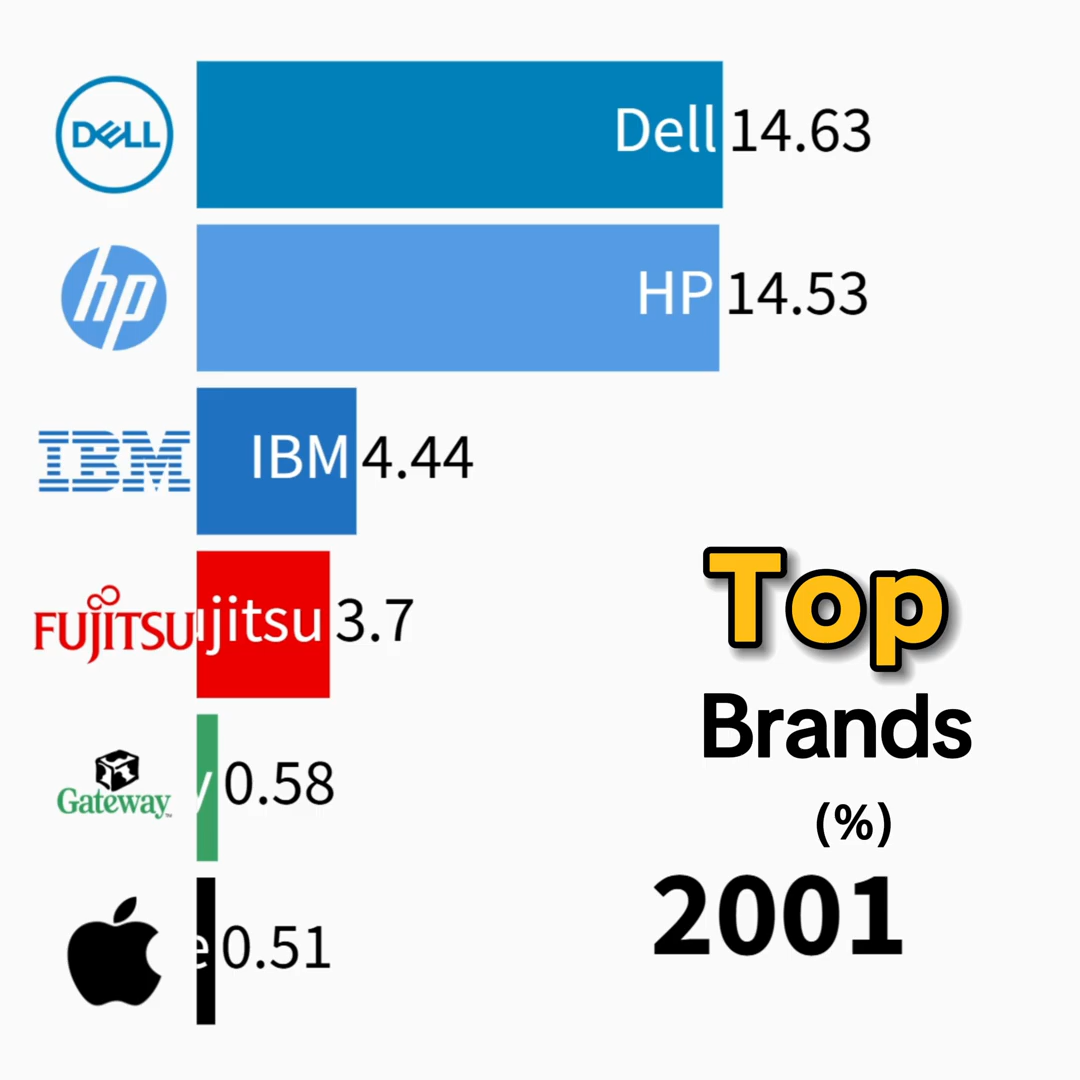 DELL
Dell 14.63
hp
HP 14.53
IBM
IBM 4.44
FUJITSU
ujitsu 3.7
Gateway™
y 0.58
e 0.51
Top
Brands
(%)
2001